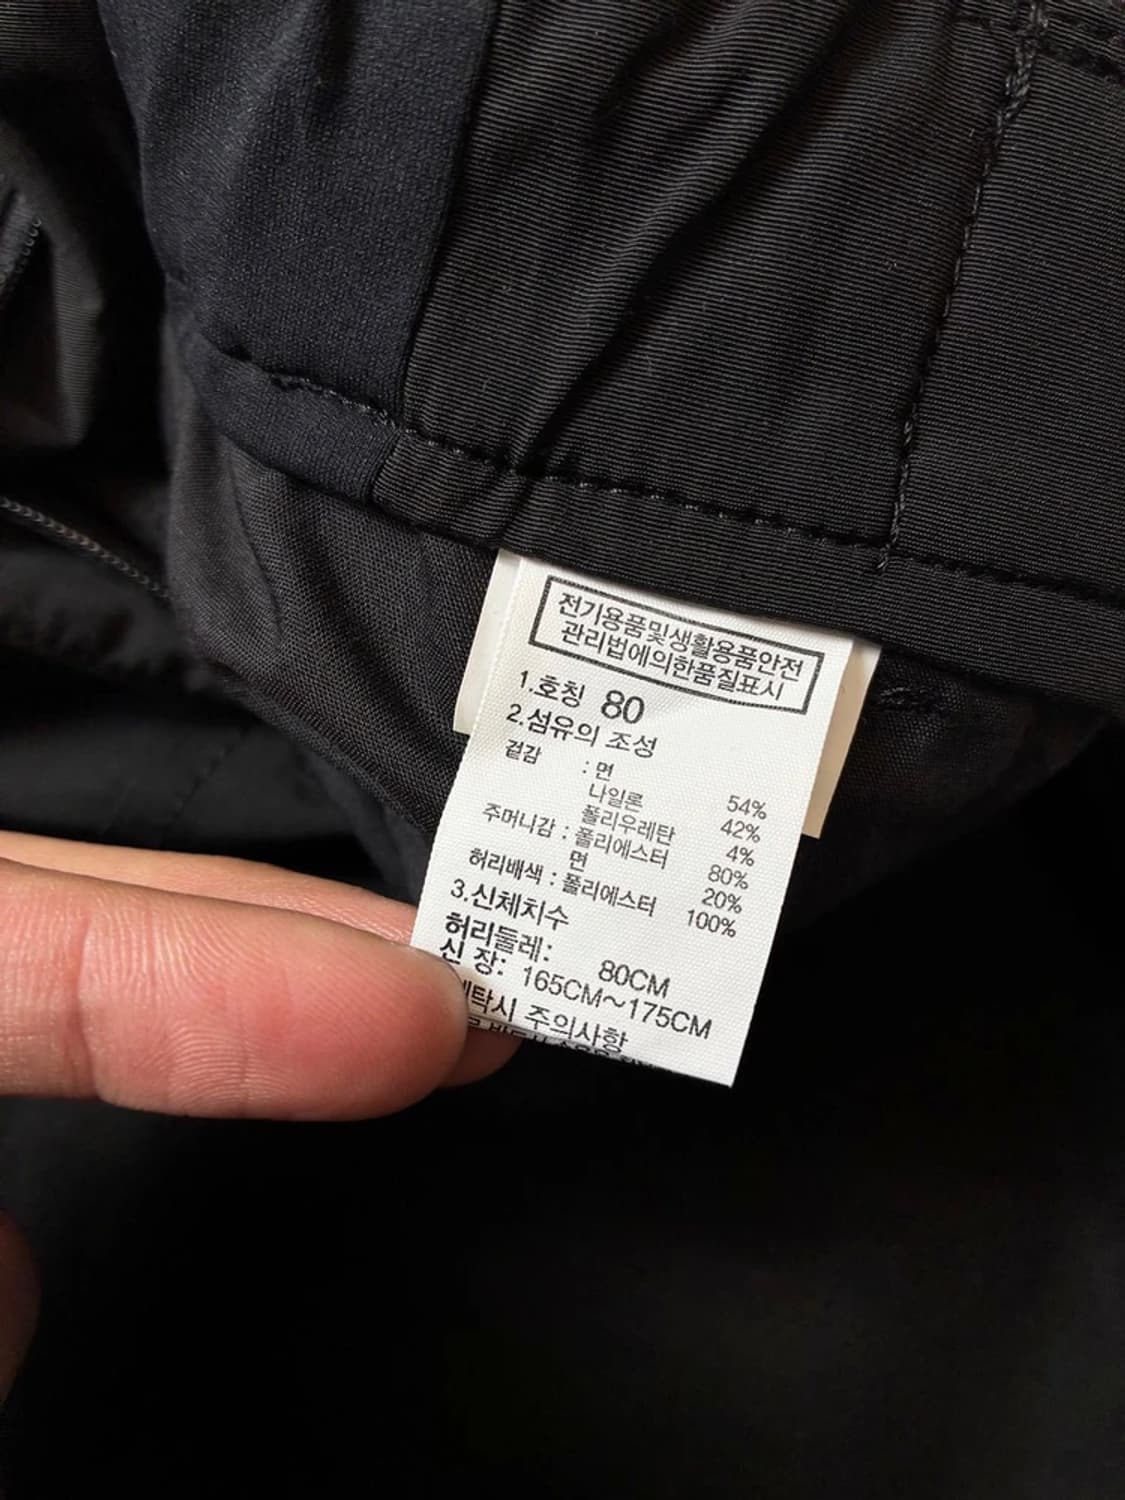 전기용품및생활용품안전
관리법에의한품질표시
1.호칭 80
2.섬유의 조성
겉감 : 면 54%
나일론 42%
폴리우레탄 4%
주머니감 : 폴리에스터 80%
면 20%
허리배색 : 폴리에스터 100%
3.신체치수
허리둘레: 80CM
신 장: 165CM~175CM
주의사항